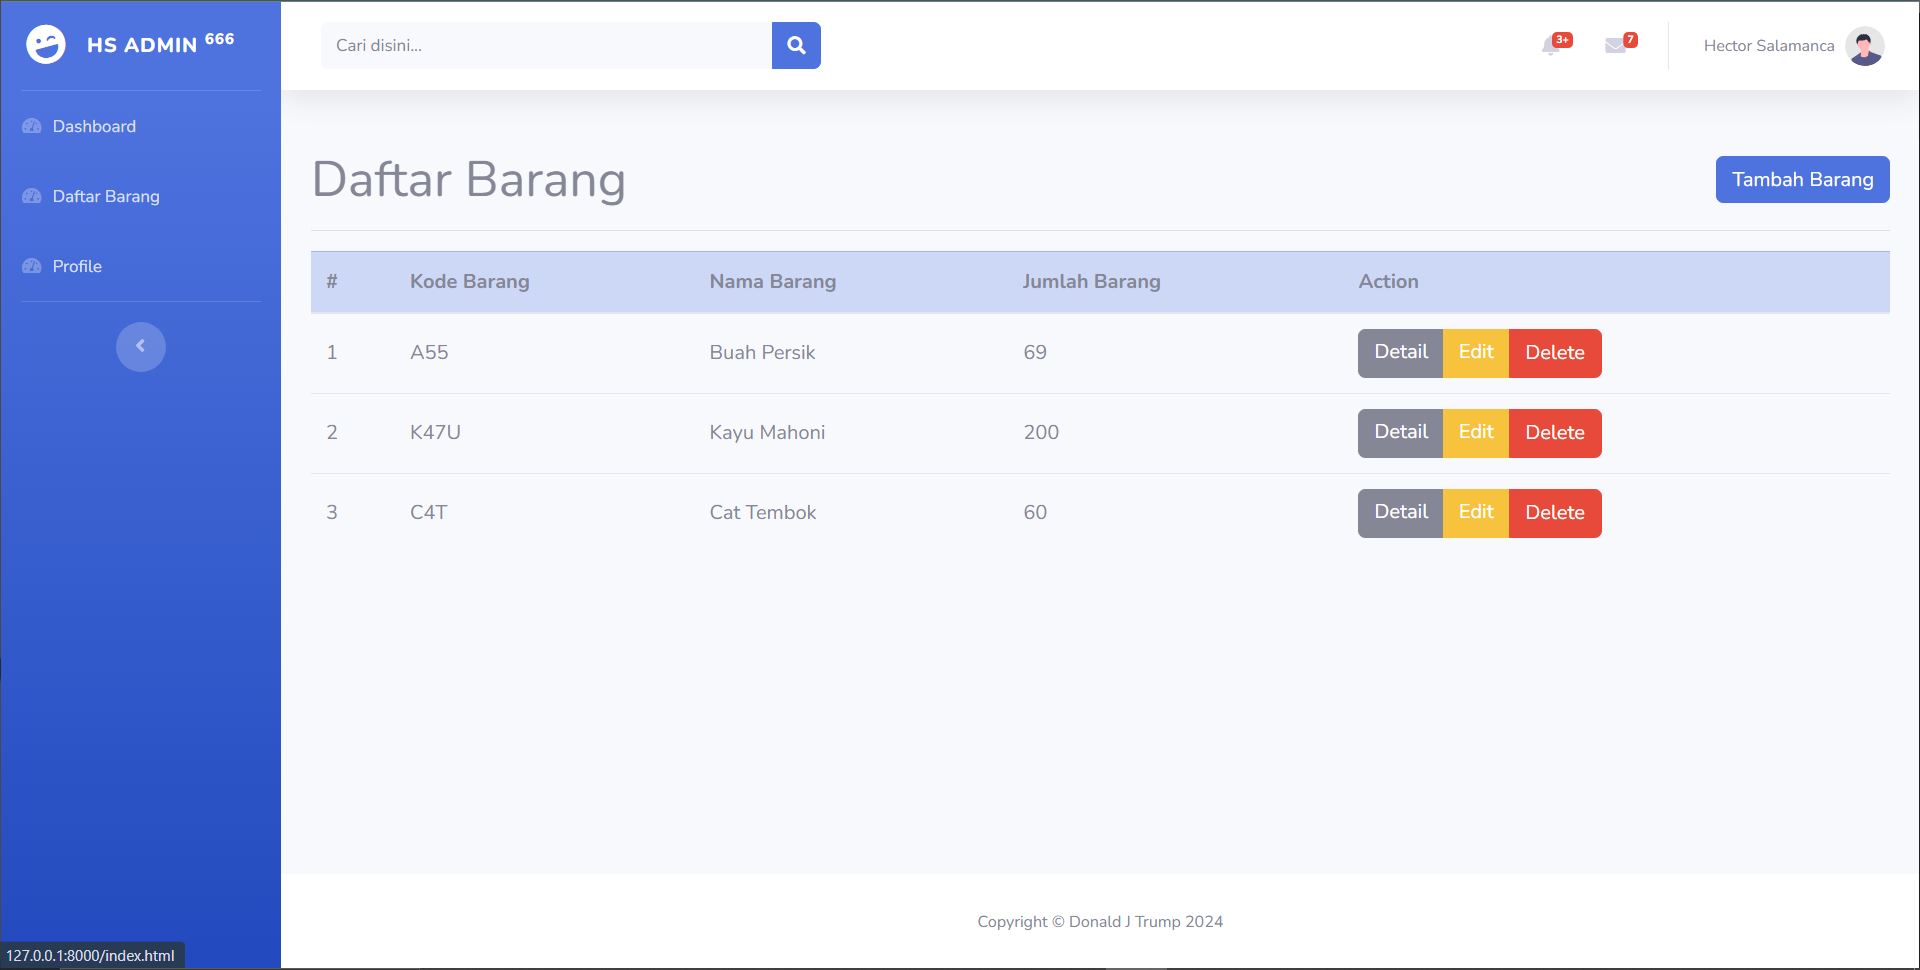 HS ADMIN 666
Cari disini...
3+
7
Hector Salamanca
Dashboard
Daftar Barang
Profile
Daftar Barang
Tambah Barang
# Kode Barang Nama Barang Jumlah Barang Action
1 A55 Buah Persik 69 Detail Edit Delete
2 K47U Kayu Mahoni 200 Detail Edit Delete
3 C4T Cat Tembok 60 Detail Edit Delete
Copyright © Donald J Trump 2024
127.0.0.1:8000/index.html